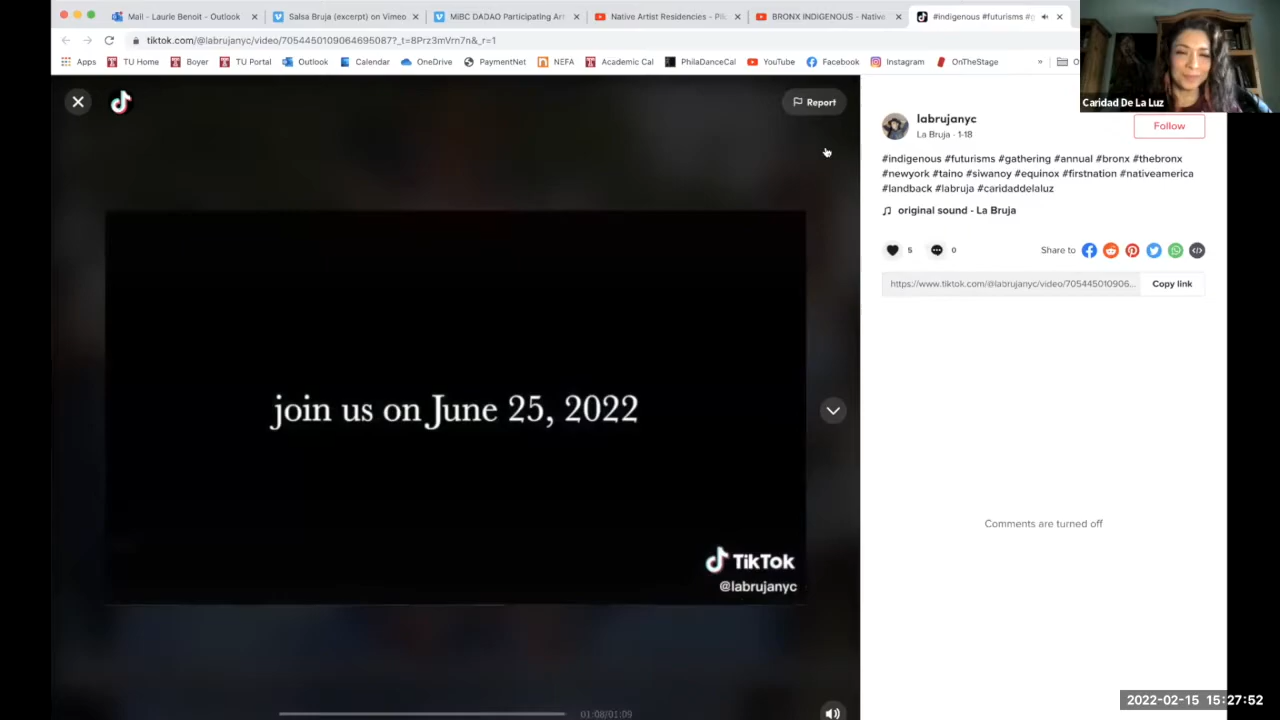 Mail - Laurie Benoit - Outlook
Salsa Bruja (excerpt) on Vimeo
MIBC DADAO Participating Ar
Native Artist Residencies - Pi
BRONX INDIGENOUS - Native
#indigenous #futurisms #g
tiktok.com/@labrujanyc/video/7054450109064695087?_t=8Prz3mVrn7n&_r=1
Apps
TU Home
Boyer
TU Portal
Outlook
Calendar
OneDrive
PaymentNet
NEFA
Academic Cal
PhilaDanceCal
YouTube
Facebook
Instagram
OnTheStage
»
Caridad De La Luz
Report
labrujanyc
La Bruja · 1-18
Follow
#indigenous #futurisms #gathering #annual #bronx #thebronx
#newyork #taino #siwanoy #equinox #firstnation #nativeamerica
#landback #labruja #caridaddelaluz
original sound - La Bruja
5
0
Share to
https://www.tiktok.com/@labrujanyc/video/705445010906...
Copy link
join us on June 25, 2022
Comments are turned off
TikTok
@labrujanyc
01:08/01:09
2022-02-15 15:27:52